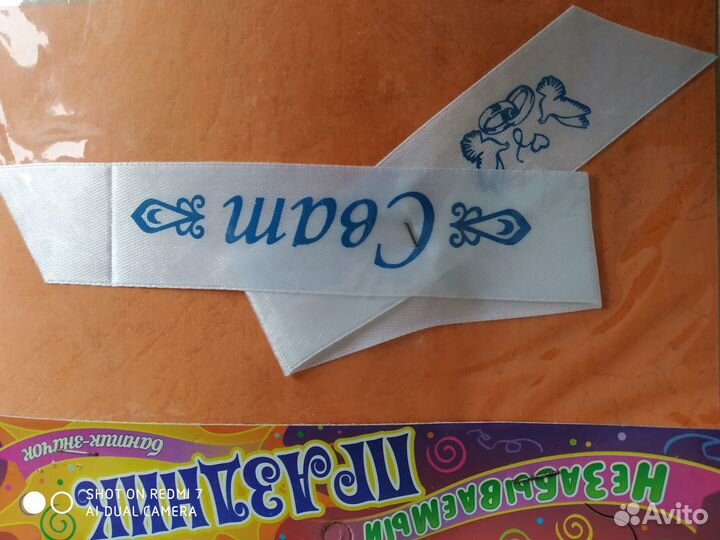 Сват
Незабываемый
ПРАЗДНИК
бантик-значок
SHOT ON REDMI 7
AI DUAL CAMERA
Avito